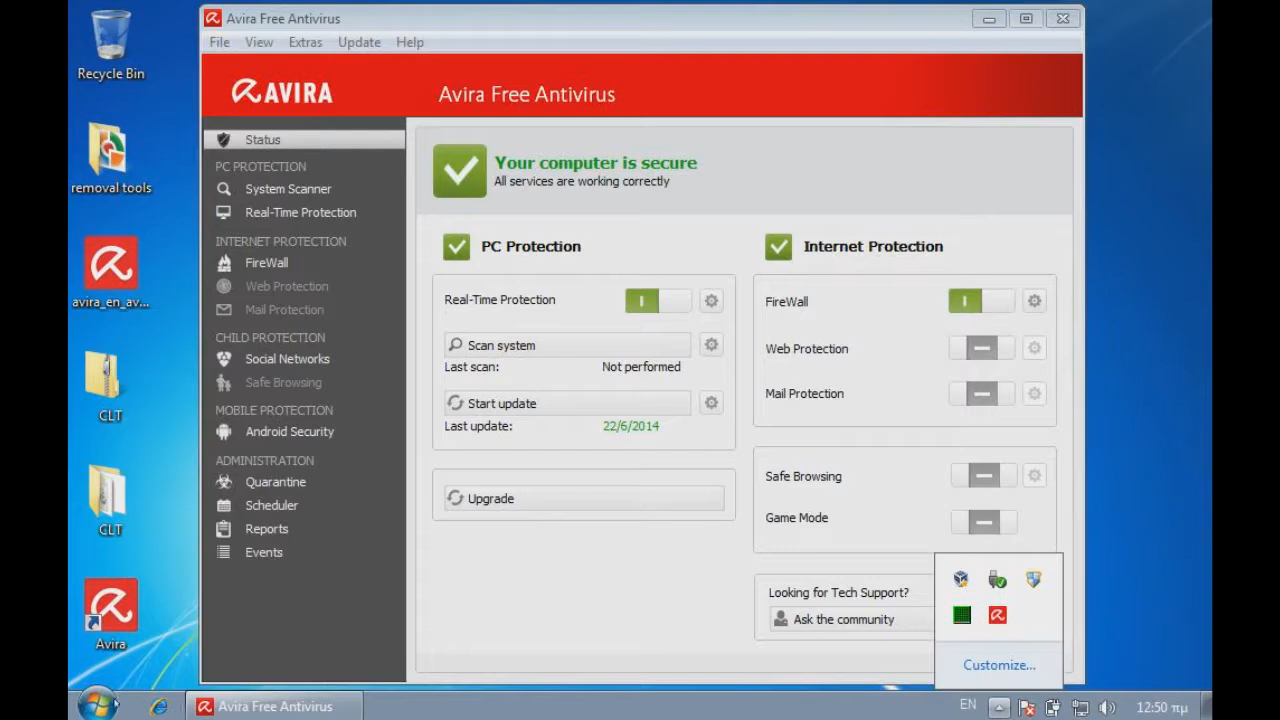 Recycle Bin
removal tools
avira_en_av...
CLT
CLT
Avira
Avira Free Antivirus
File View Extras Update Help
AVIRA
Avira Free Antivirus
Status
PC PROTECTION
System Scanner
Real-Time Protection
INTERNET PROTECTION
FireWall
Web Protection
Mail Protection
CHILD PROTECTION
Social Networks
Safe Browsing
MOBILE PROTECTION
Android Security
ADMINISTRATION
Quarantine
Scheduler
Reports
Events
Your computer is secure
All services are working correctly
PC Protection
Real-Time Protection
Scan system
Last scan: Not performed
Start update
Last update: 22/6/2014
Upgrade
Internet Protection
FireWall
Web Protection
Mail Protection
Safe Browsing
Game Mode
Looking for Tech Support?
Ask the community
Customize...
Avira Free Antivirus
EN
12:50 πμ